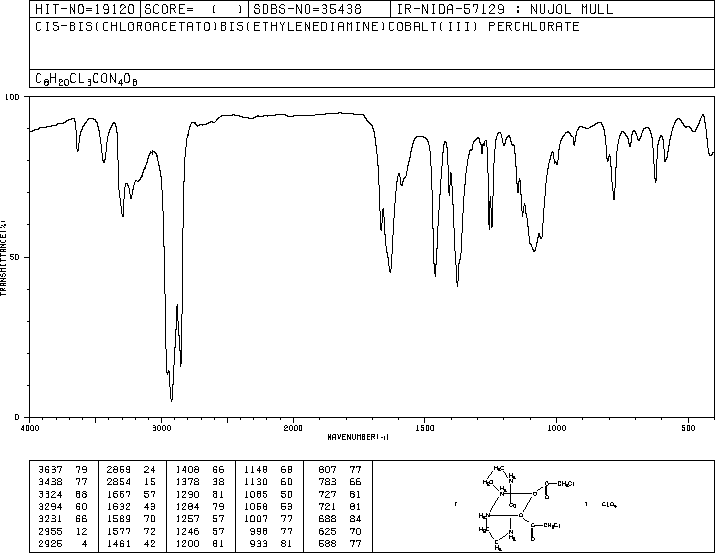 HIT-NO=19120 SCORE= ( ) SDBS-NO=35438 IR-NIDA-57129 : NUJOL MULL
CIS-BIS(CHLOROACETATO)BIS(ETHYLENEDIAMINE)COBALT(III) PERCHLORATE
C8H20CL3CON4O8
100
50
0
TRANSMITTANCE(%)
4000 3000 2000 1500 1000 500
WAVENUMBER(-1)
3637 79 2869 24 1408 66 1148 68 807 77
3438 77 2854 15 1378 38 1130 60 783 66
3324 68 1667 57 1290 81 1085 50 727 81
3294 60 1632 43 1284 79 1058 53 721 81
3231 66 1589 70 1257 57 1007 77 688 84
2955 12 1577 72 1246 57 998 77 625 70
2925 4 1461 42 1200 81 933 81 588 77